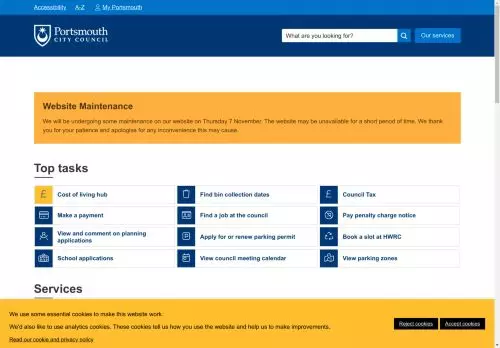 Accessibility A-Z My Portsmouth
Portsmouth
CITY COUNCIL
What are you looking for?
Our services
Website Maintenance
We will be undergoing some maintenance on our website on Thursday 7 November. The website may be unavailable for a short period of time. We thank
you for your patience and apologise for any inconvenience this may cause.
Top tasks
Cost of living hub
Find bin collection dates
Council Tax
Make a payment
Find a job at the council
Pay penalty charge notice
View and comment on planning
applications
Apply for or renew parking permit
Book a slot at HWRC
School applications
View council meeting calendar
View parking zones
Services
We use some essential cookies to make this website work.
We'd also like to use analytics cookies. These cookies tell us how you use the website and help us to make improvements.
Reject cookies
Accept cookies
Read our cookie and privacy policy